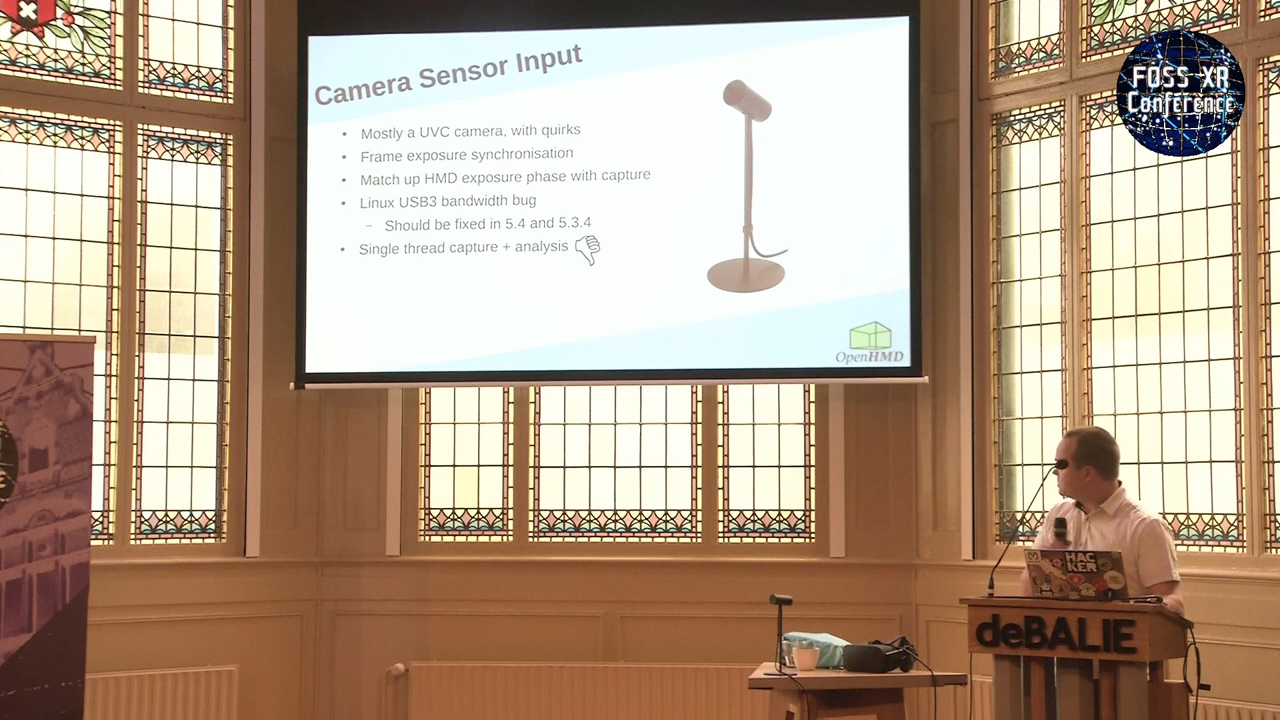 Camera Sensor Input
• Mostly a UVC camera, with quirks
• Frame exposure synchronisation
• Match up HMD exposure phase with capture
• Linux USB3 bandwidth bug
– Should be fixed in 5.4 and 5.3.4
• Single thread capture + analysis
OpenHMD
FOSS XR
Conference
HAC
KER
deBALIE